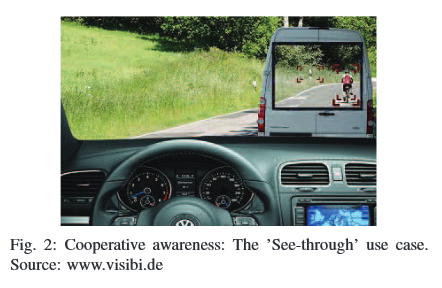 Fig. 2: Cooperative awareness: The ’See-through’ use case.
Source: www.visibi.de